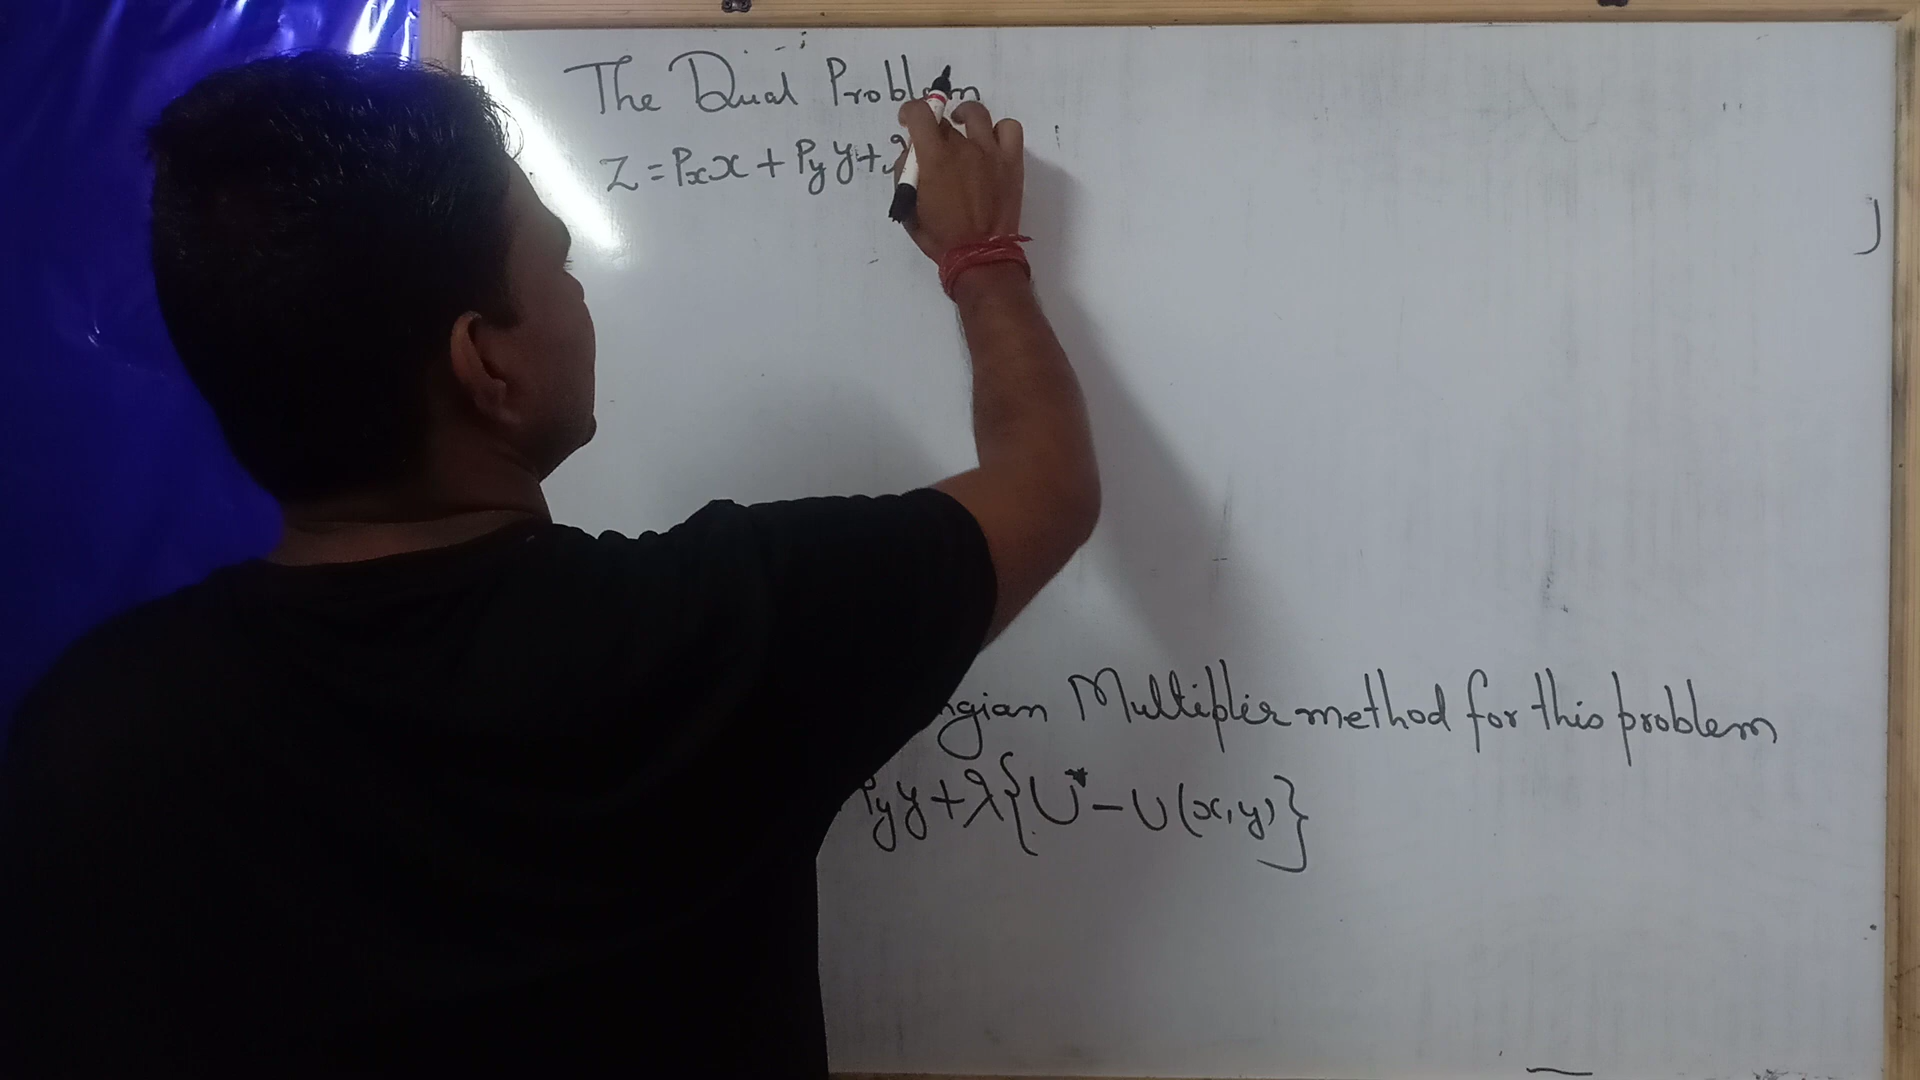 The Dual Problem
Z = Pxx + Pyy + λ
ngian Multiplier method for this problem
Pyy + λ{U* - U(x,y)}